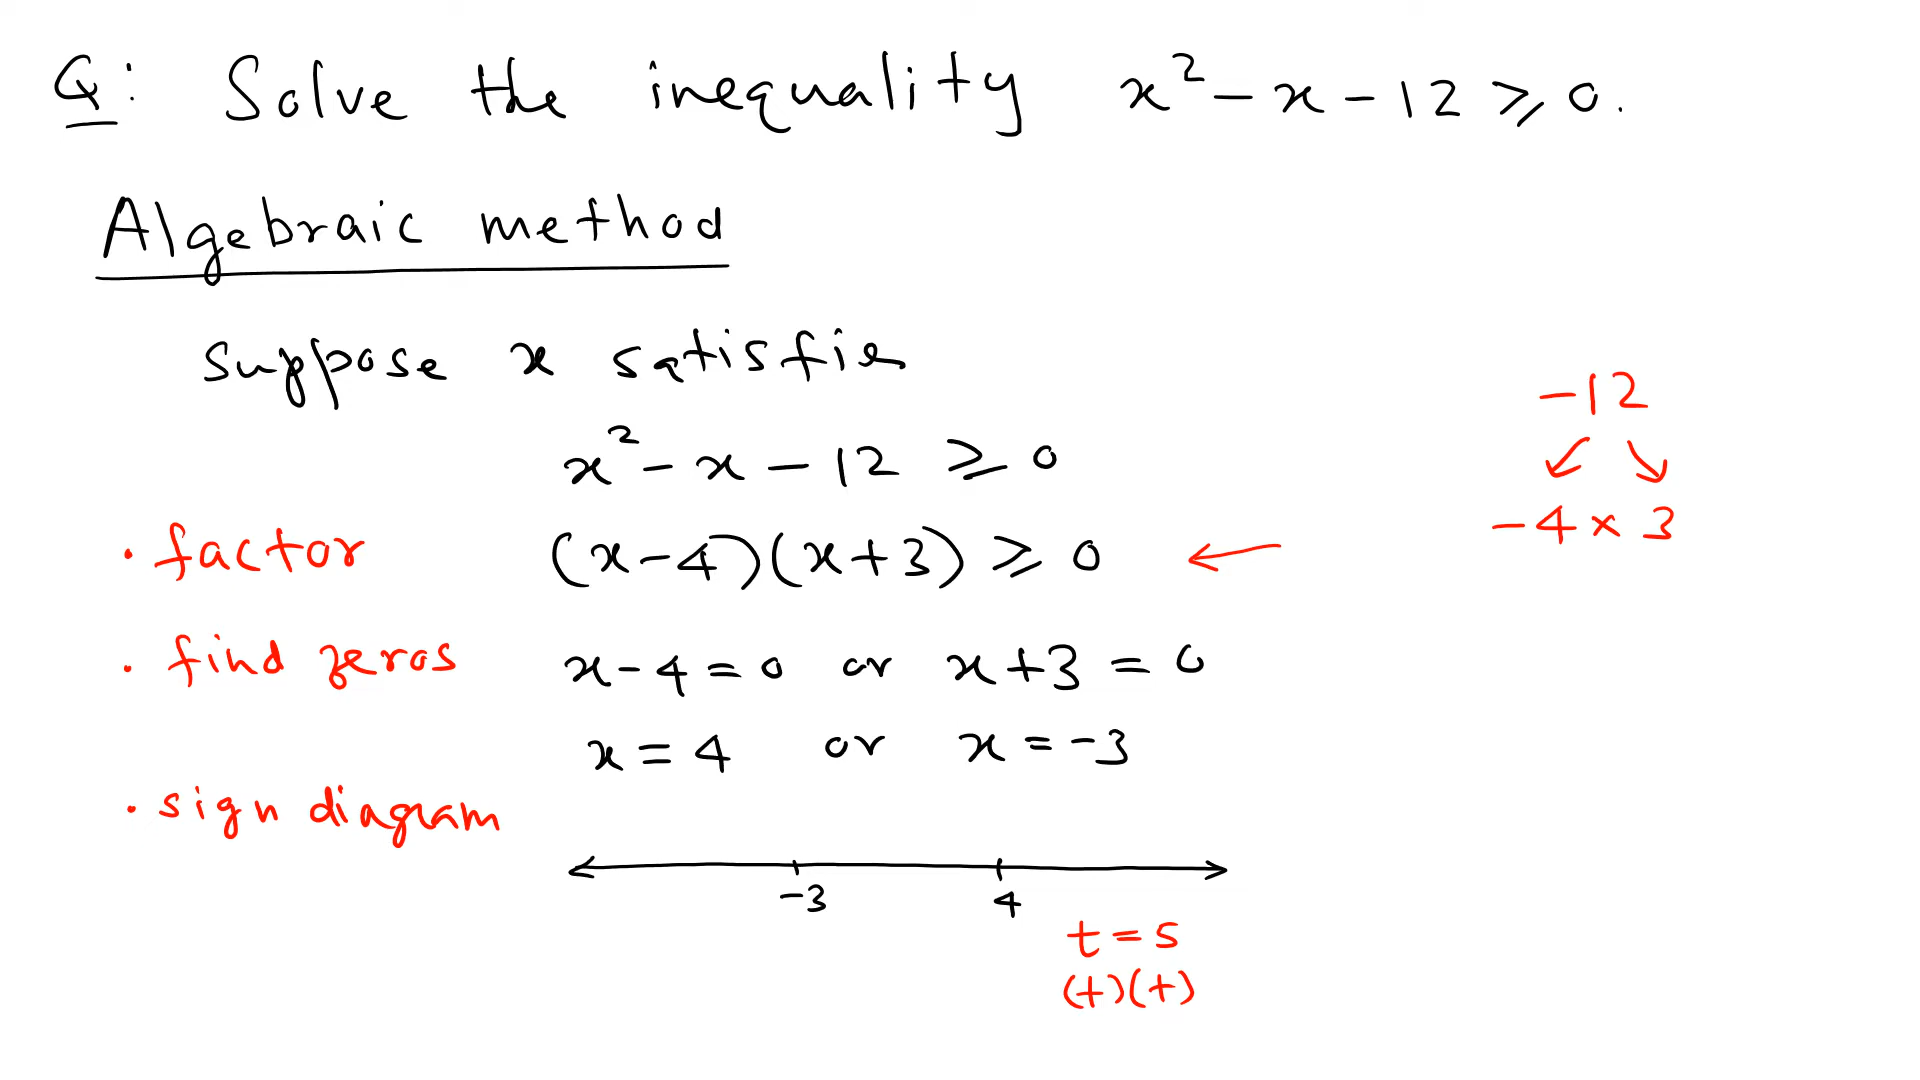 Q: Solve the inequality x² - x - 12 ⩾ 0.
Algebraic method
Suppose x satisfies
x² - x - 12 ⩾ 0
-12
↙ ↘
-4 × 3
· factor (x-4)(x+3) ⩾ 0 ←
· find zeros x-4=0 or x+3=0
x=4 or x=-3
· sign diagram
-3 4
t=5
(+)(+)